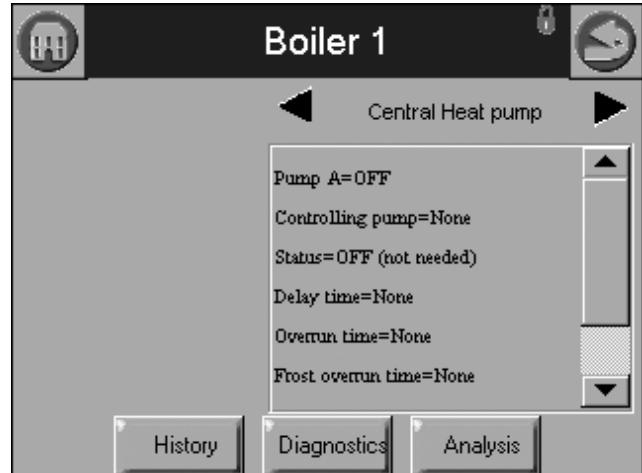 Boiler 1
Central Heat pump
Pump A=OFF
Controlling pump=None
Status=OFF (not needed)
Delay time=None
Overrun time=None
Frost overrun time=None
History
Diagnostics
Analysis